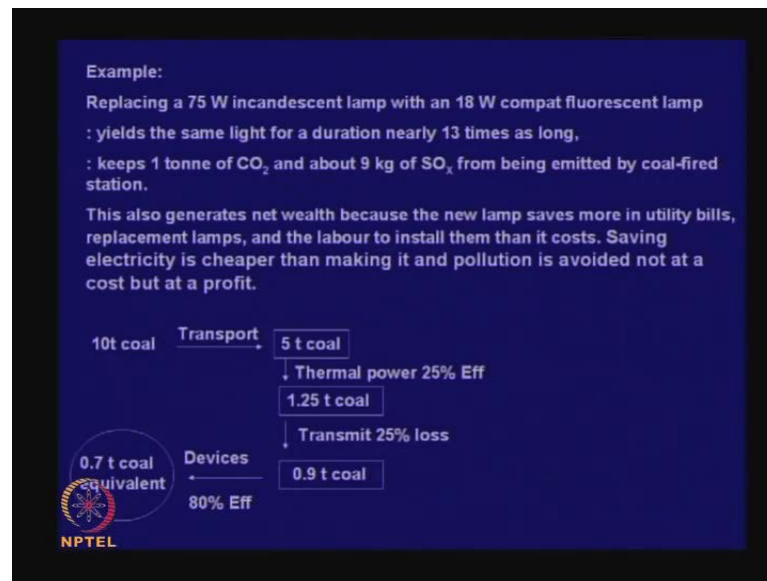 Example:
Replacing a 75 W incandescent lamp with an 18 W compat fluorescent lamp
: yields the same light for a duration nearly 13 times as long,
: keeps 1 tonne of CO₂ and about 9 kg of SOₓ from being emitted by coal-fired
station.
This also generates net wealth because the new lamp saves more in utility bills,
replacement lamps, and the labour to install them than it costs. Saving
electricity is cheaper than making it and pollution is avoided not at a
cost but at a profit.
10t coal
Transport
5 t coal
Thermal power 25% Eff
1.25 t coal
Transmit 25% loss
0.9 t coal
Devices
80% Eff
0.7 t coal
equivalent
NPTEL